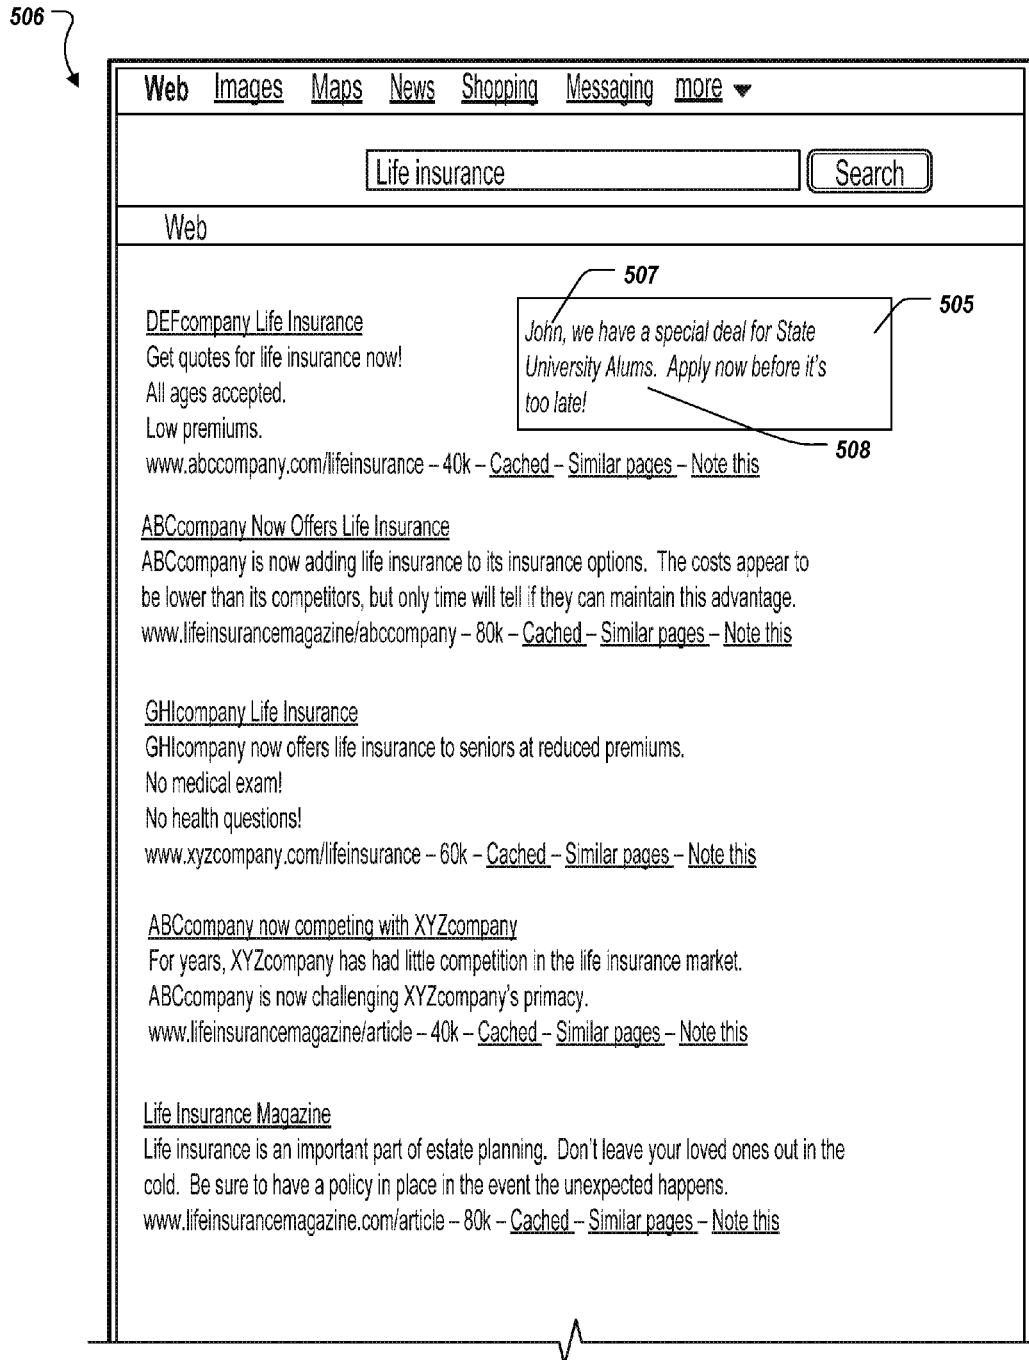 506
Web Images Maps News Shopping Messaging more
Life insurance Search
Web
507
505
DEFcompany Life Insurance
Get quotes for life insurance now!
All ages accepted.
Low premiums.
www.abccompany.com/lifeinsurance – 40k – Cached – Similar pages – Note this
John, we have a special deal for State
University Alums. Apply now before it's
too late!
508
ABCcompany Now Offers Life Insurance
ABCcompany is now adding life insurance to its insurance options. The costs appear to
be lower than its competitors, but only time will tell if they can maintain this advantage.
www.lifeinsurancemagazine/abccompany – 80k – Cached – Similar pages – Note this
GHIcompany Life Insurance
GHIcompany now offers life insurance to seniors at reduced premiums.
No medical exam!
No health questions!
www.xyzcompany.com/lifeinsurance – 60k – Cached – Similar pages – Note this
ABCcompany now competing with XYZcompany
For years, XYZcompany has had little competition in the life insurance market.
ABCcompany is now challenging XYZcompany's primacy.
www.lifeinsurancemagazine/article – 40k – Cached – Similar pages – Note this
Life Insurance Magazine
Life insurance is an important part of estate planning. Don't leave your loved ones out in the
cold. Be sure to have a policy in place in the event the unexpected happens.
www.lifeinsurancemagazine.com/article – 80k – Cached – Similar pages – Note this